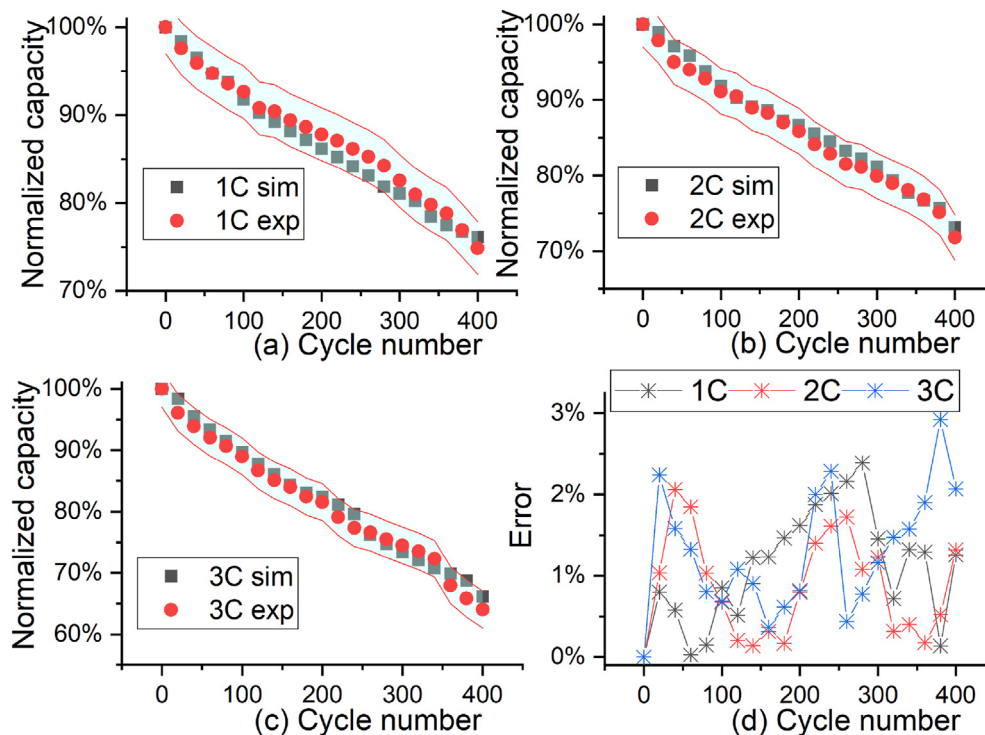 Normalized capacity
100%
90%
80%
70%
1C sim
1C exp
0 100 200 300 400
(a) Cycle number
Normalized capacity
100%
90%
80%
70%
2C sim
2C exp
0 100 200 300 400
(b) Cycle number
Normalized capacity
100%
90%
80%
70%
60%
3C sim
3C exp
0 100 200 300 400
(c) Cycle number
1C 2C 3C
Error
3%
2%
1%
0%
0 100 200 300 400
(d) Cycle number